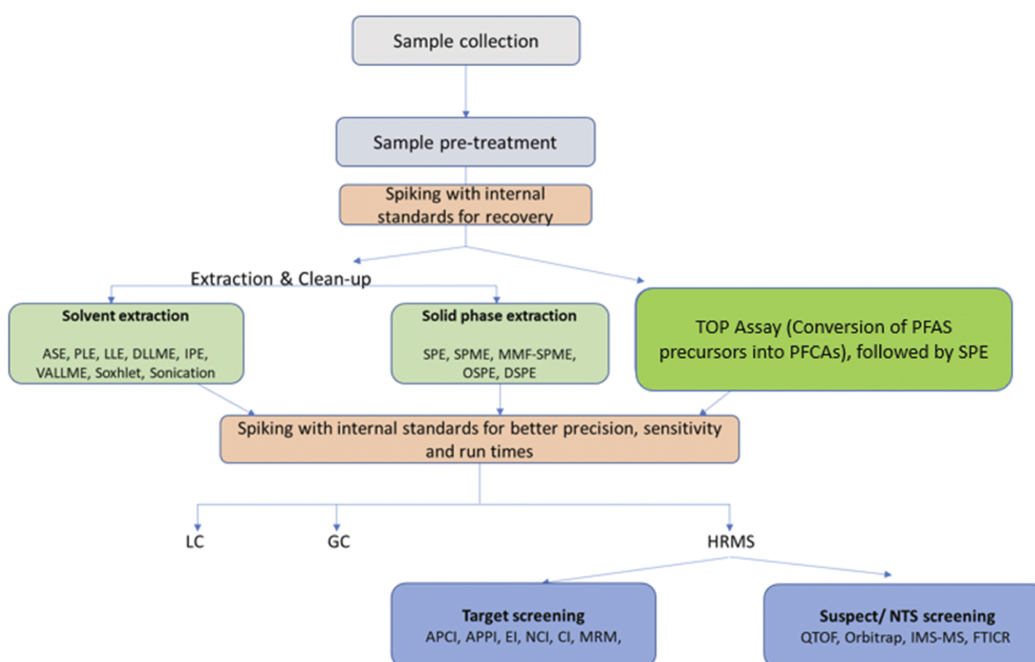 Sample collection
Sample pre-treatment
Spiking with internal
standards for recovery
Extraction & Clean-up
Solvent extraction
ASE, PLE, LLE, DLLME, IPE,
VALLME, Soxhlet, Sonication
Solid phase extraction
SPE, SPME, MMF-SPME,
OSPE, DSPE
TOP Assay (Conversion of PFAS
precursors into PFCAs), followed by SPE
Spiking with internal standards for better precision, sensitivity
and run times
LC
GC
HRMS
Target screening
APCI, APPI, EI, NCI, CI, MRM,
Suspect/ NTS screening
QTOF, Orbitrap, IMS-MS, FTICR